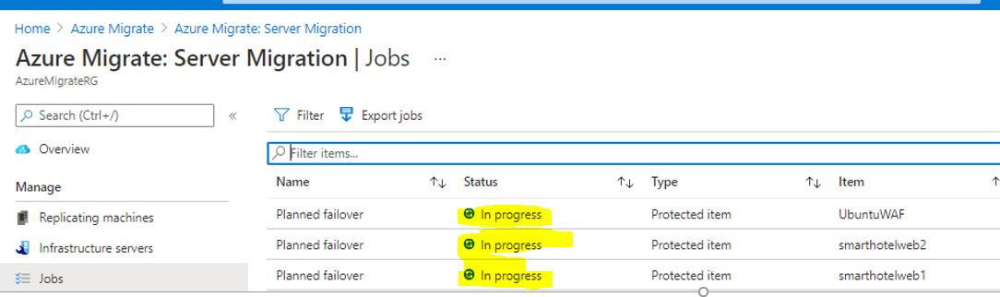 Home > Azure Migrate > Azure Migrate: Server Migration
Azure Migrate: Server Migration | Jobs ...
AzureMigrateRG
Search (Ctrl+/) «
Overview
Manage
Replicating machines
Infrastructure servers
Jobs
Filter Export jobs
Filter items...
Name Status Type Item
Planned failover In progress Protected item UbuntuWAF
Planned failover In progress Protected item smarthotelweb2
Planned failover In progress Protected item smarthotelweb1